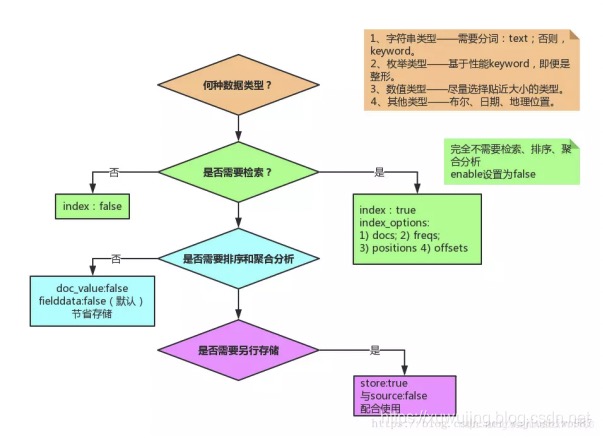 何种数据类型？
1、字符串类型——需要分词：text；否则，
keyword。
2、枚举类型——基于性能keyword，即便是
整形。
3、数值类型——尽量选择贴近大小的类型。
4、其他类型——布尔、日期、地理位置。
完全不需要检索、排序、聚
合分析
enable设置为false
否
是否需要检索？
是
index：false
index：true
index_options:
1) docs; 2) freqs;
3) positions 4) offsets
否
是否需要排序和聚合分析
doc_value:false
fielddata:false（默认）
节省存储
是否需要另行存储
是
store:true
与source:false
配合使用